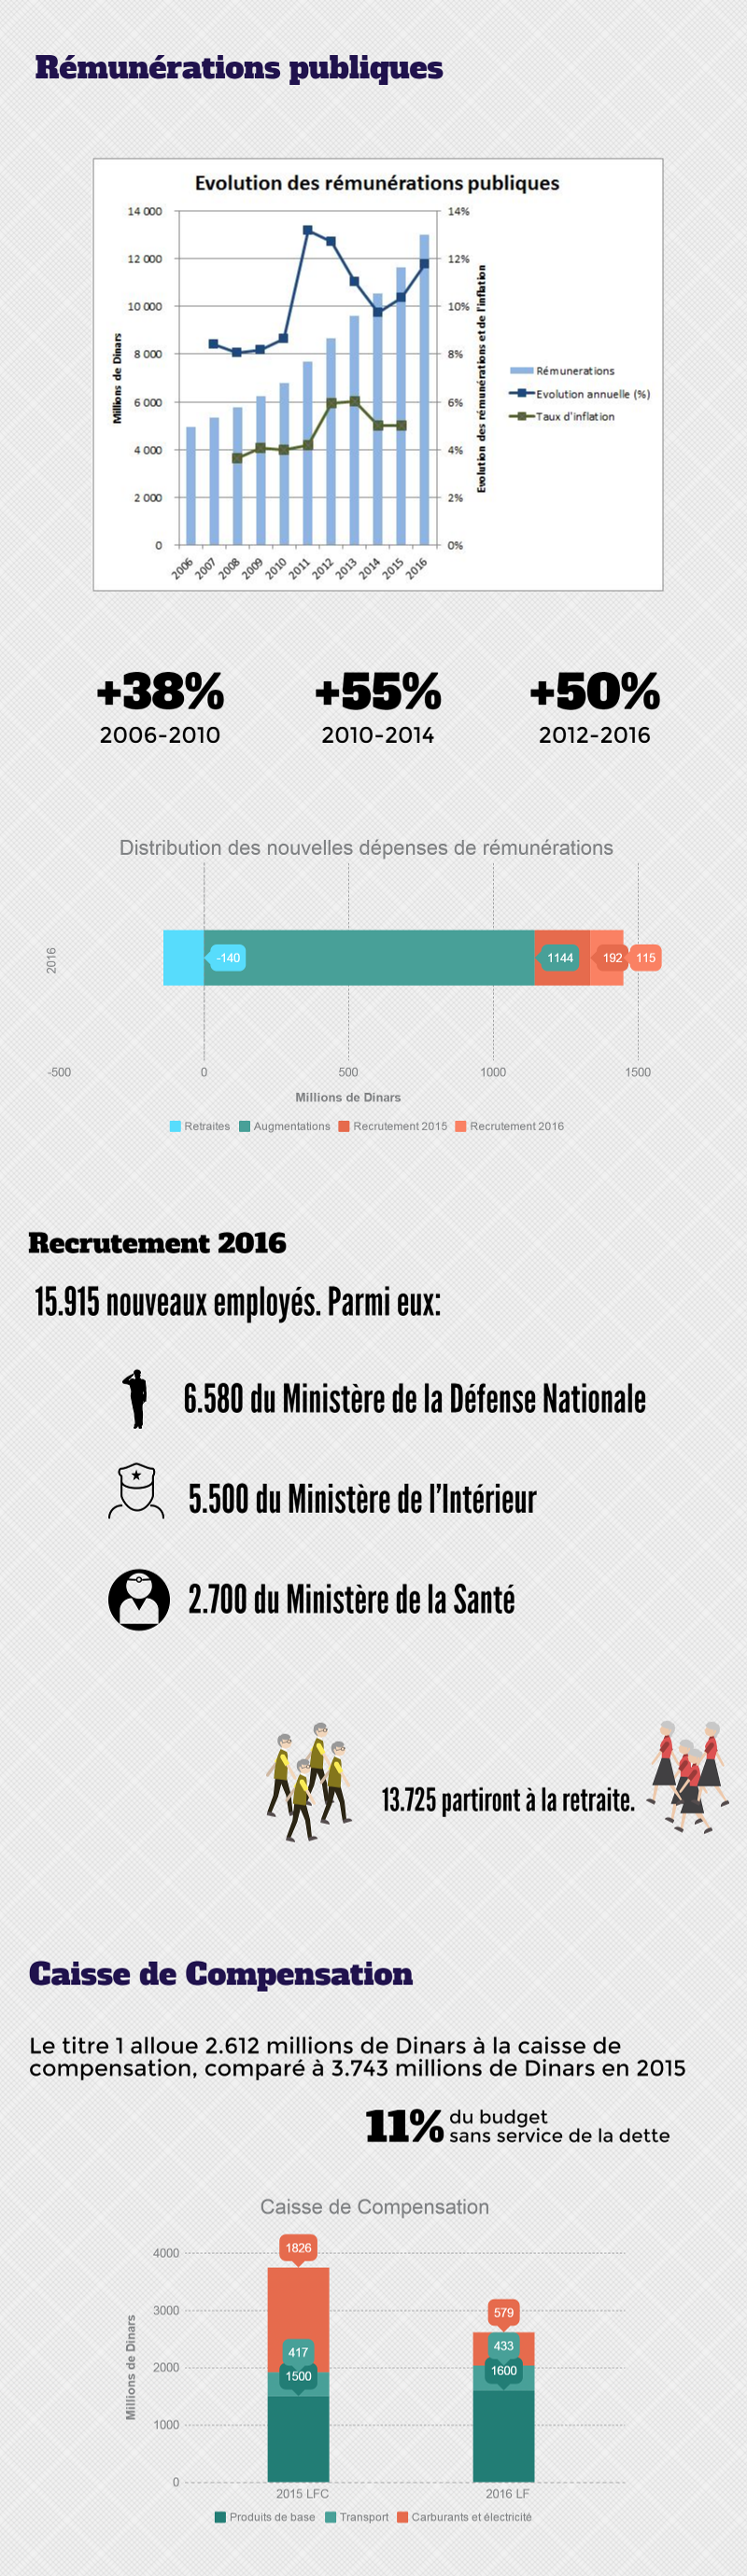 Rémunérations publiques
Evolution des rémunérations publiques
14 000
12 000
10 000
8 000
6 000
4 000
2 000
0
Millions de Dinars
14%
12%
10%
8%
6%
4%
2%
0%
Evolution des rémunérations et de l'inflation
2006 2007 2008 2009 2010 2011 2012 2013 2014 2015 2016
Rémunerations
Evolution annuelle (%)
Taux d'inflation
+38% +55% +50%
2006-2010 2010-2014 2012-2016
Distribution des nouvelles dépenses de rémunérations
2016
-140 1144 192 115
-500 0 500 1000 1500
Millions de Dinars
Retraites Augmentations Recrutement 2015 Recrutement 2016
Recrutement 2016
15.915 nouveaux employés. Parmi eux:
6.580 du Ministère de la Défense Nationale
5.500 du Ministère de l'Intérieur
2.700 du Ministère de la Santé
13.725 partiront à la retraite.
Caisse de Compensation
Le titre 1 alloue 2.612 millions de Dinars à la caisse de
compensation, comparé à 3.743 millions de Dinars en 2015
11% du budget
sans service de la dette
Caisse de Compensation
4000
3000
2000
1000
0
Millions de Dinars
1826
417
1500
579
433
1600
2015 LFC 2016 LF
Produits de base Transport Carburants et électricité